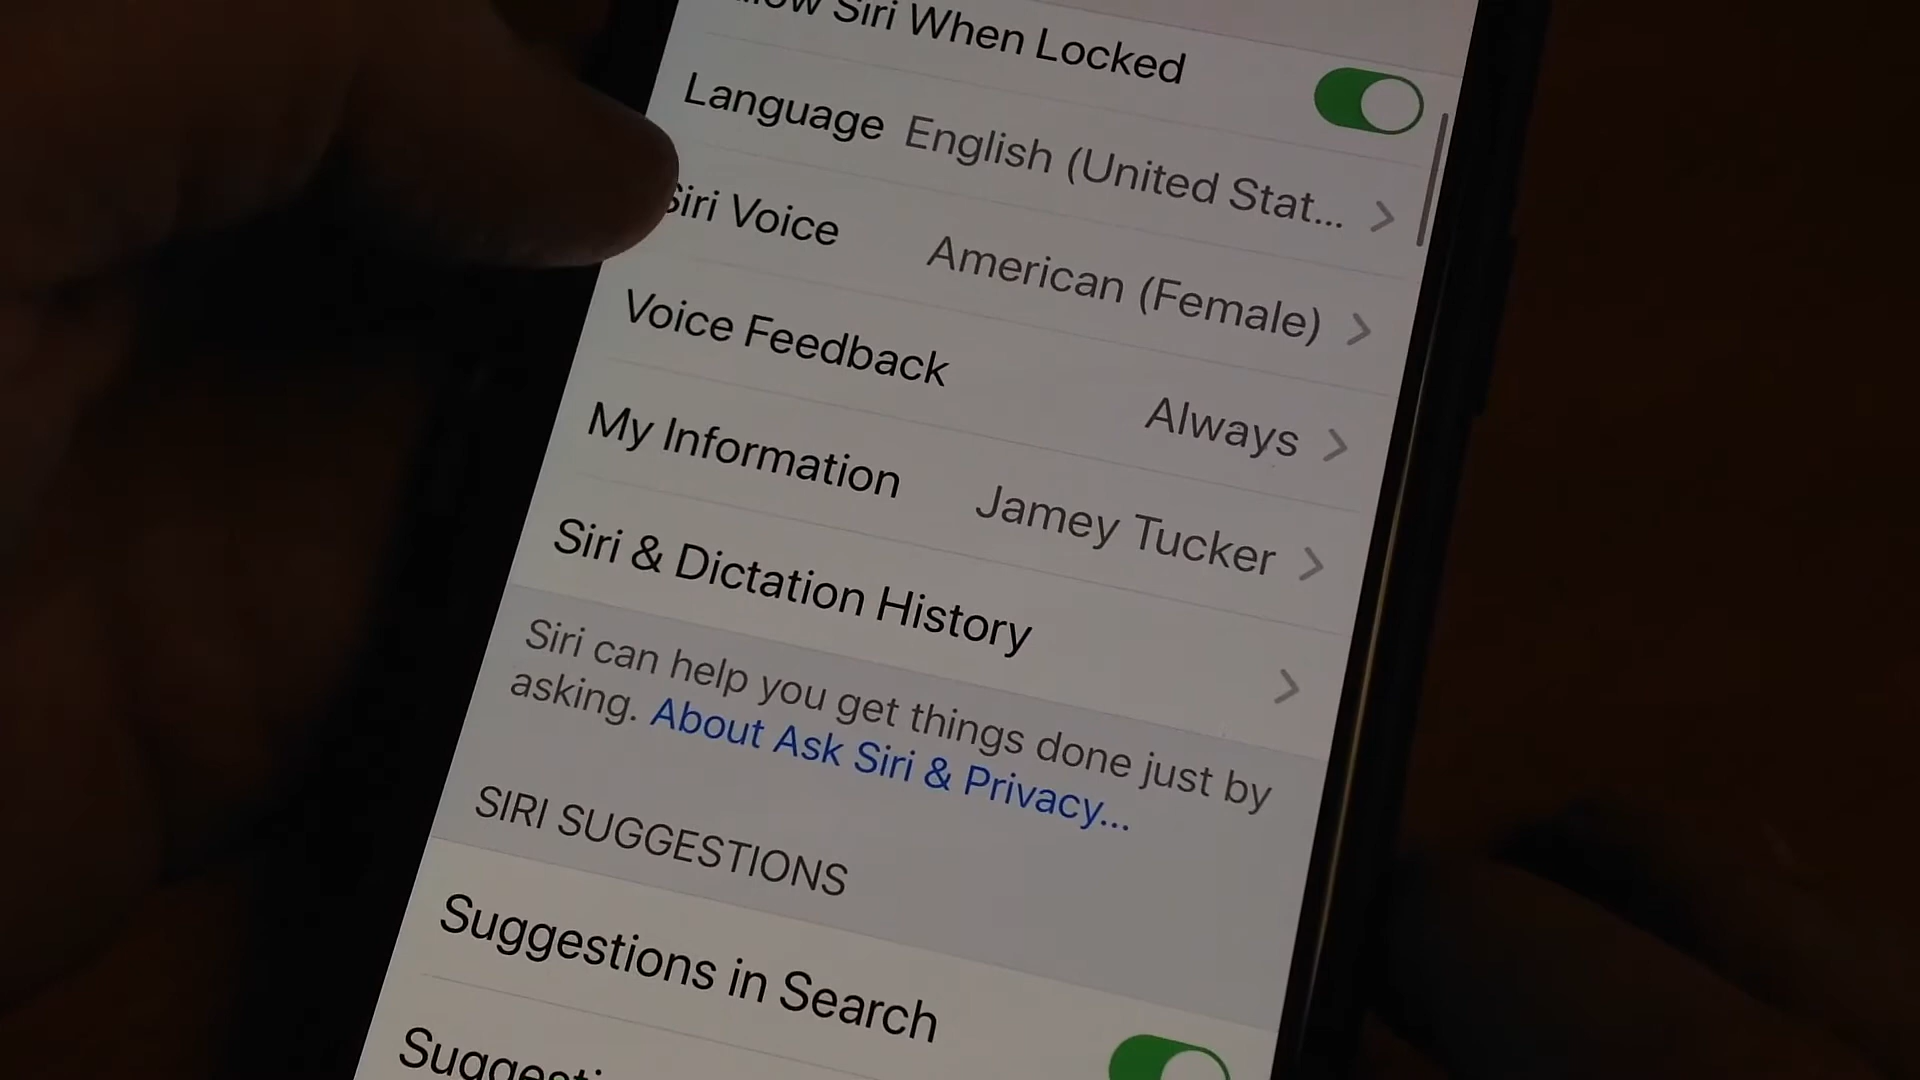 Siri When Locked
Language English (United Stat... >
Siri Voice American (Female) >
Voice Feedback Always >
My Information Jamey Tucker >
Siri & Dictation History >
Siri can help you get things done just by
asking. About Ask Siri & Privacy...
SIRI SUGGESTIONS
Suggestions in Search